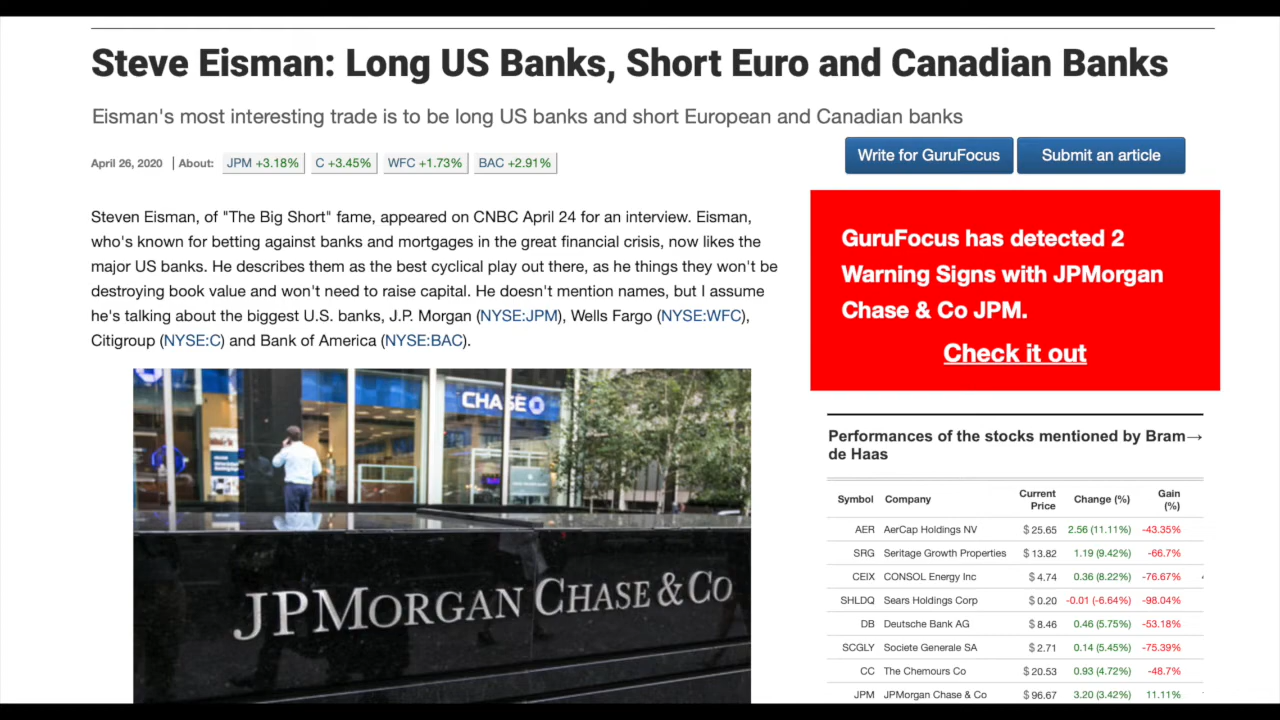 Steve Eisman: Long US Banks, Short Euro and Canadian Banks
Eisman's most interesting trade is to be long US banks and short European and Canadian banks
April 26, 2020 | About: JPM +3.18% C +3.45% WFC +1.73% BAC +2.91%
Write for GuruFocus Submit an article
Steven Eisman, of "The Big Short" fame, appeared on CNBC April 24 for an interview. Eisman,
who's known for betting against banks and mortgages in the great financial crisis, now likes the
major US banks. He describes them as the best cyclical play out there, as he things they won't be
destroying book value and won't need to raise capital. He doesn't mention names, but I assume
he's talking about the biggest U.S. banks, J.P. Morgan (NYSE:JPM), Wells Fargo (NYSE:WFC),
Citigroup (NYSE:C) and Bank of America (NYSE:BAC).
CHASE
JPMORGAN CHASE & CO
GuruFocus has detected 2
Warning Signs with JPMorgan
Chase & Co JPM.
Check it out
Performances of the stocks mentioned by Bram→
de Haas
Symbol Company Current Price Change (%) Gain (%)
AER AerCap Holdings NV $ 25.65 2.56 (11.11%) -43.35%
SRG Seritage Growth Properties $ 13.82 1.19 (9.42%) -66.7%
CEIX CONSOL Energy Inc $ 4.74 0.36 (8.22%) -76.67%
SHLDQ Sears Holdings Corp $ 0.20 -0.01 (-6.64%) -98.04%
DB Deutsche Bank AG $ 8.46 0.46 (5.75%) -53.18%
SCGLY Societe Generale SA $ 2.71 0.14 (5.45%) -75.39%
CC The Chemours Co $ 20.53 0.93 (4.72%) -48.7%
JPM JPMorgan Chase & Co $ 96.67 3.20 (3.42%) 11.11%